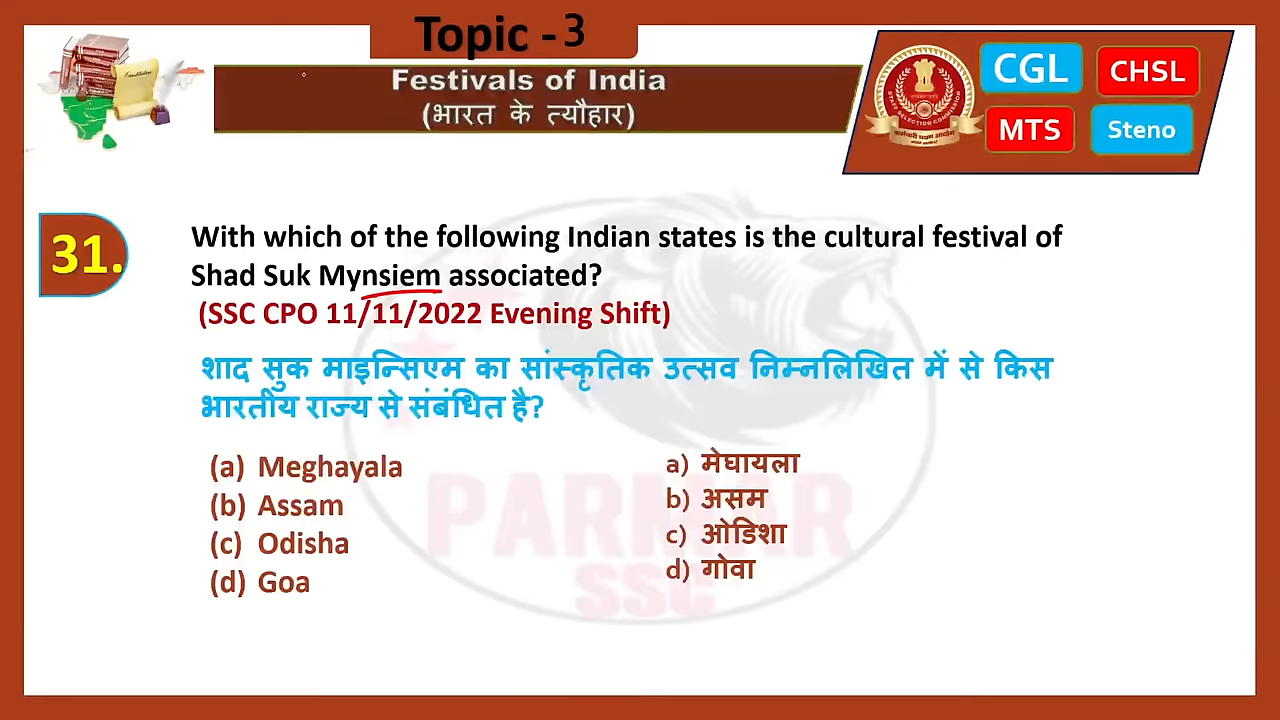 Topic -3
Festivals of India
(भारत के त्यौहार)
CGL
CHSL
MTS
Steno
31.
With which of the following Indian states is the cultural festival of
Shad Suk Mynsiem associated?
(SSC CPO 11/11/2022 Evening Shift)
शाद सुक माइन्सिएम का सांस्कृतिक उत्सव निम्नलिखित में से किस
भारतीय राज्य से संबंधित है?
(a) Meghayala
(b) Assam
(c) Odisha
(d) Goa
a) मेघायला
b) असम
c) ओडिशा
d) गोवा
PARMAR
SSC